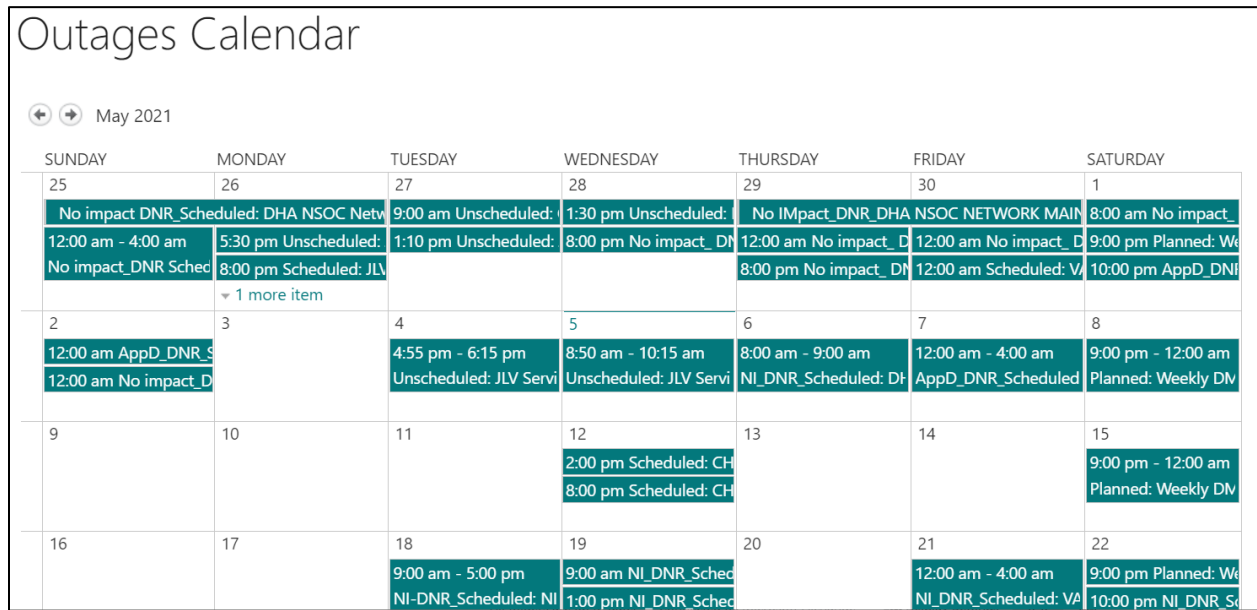 Outages Calendar
May 2021
SUNDAY MONDAY TUESDAY WEDNESDAY THURSDAY FRIDAY SATURDAY
25 26 27 28 29 30 1
No impact DNR_Scheduled: DHA NSOC Netw 9:00 am Unscheduled: 1:30 pm Unscheduled: No IMpact_DNR_DHA NSOC NETWORK MAIN 8:00 am No impact_
12:00 am - 4:00 am 5:30 pm Unscheduled: 1:10 pm Unscheduled: 8:00 pm No impact_ DN 12:00 am No impact_ D 12:00 am No impact_ D 9:00 pm Planned: We
No impact_DNR Sched 8:00 pm Scheduled: JLV 8:00 pm No impact_ DN 12:00 am Scheduled: VA 10:00 pm AppD_DNR
1 more item
2 3 4 5 6 7 8
12:00 am AppD_DNR_S 4:55 pm - 6:15 pm 8:50 am - 10:15 am 8:00 am - 9:00 am 12:00 am - 4:00 am 9:00 pm - 12:00 am
12:00 am No impact_D Unscheduled: JLV Servi Unscheduled: JLV Servi NI_DNR_Scheduled: DH AppD_DNR_Scheduled Planned: Weekly DM
9 10 11 12 13 14 15
2:00 pm Scheduled: CH 9:00 pm - 12:00 am
8:00 pm Scheduled: CH Planned: Weekly DM
16 17 18 19 20 21 22
9:00 am - 5:00 pm 9:00 am NI_DNR_Sched 12:00 am - 4:00 am 9:00 pm Planned: We
NI-DNR_Scheduled: NI 1:00 pm NI_DNR_Sched NI_DNR_Scheduled: VA 10:00 pm NI_DNR_Sc